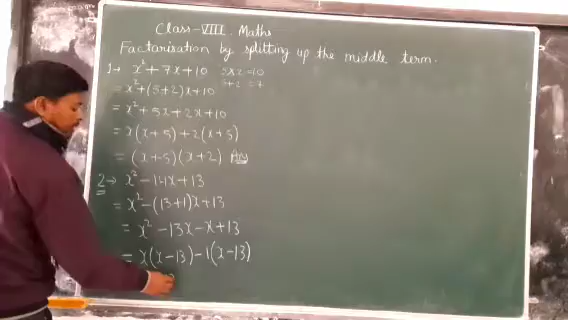 Class-VIII. Maths
Factorisation by splitting up the middle term.
1→ x² + 7x + 10 5×2 = 10
= x² + (5+2)x + 10 5+2 = 7
= x² + 5x + 2x + 10
= x(x+5) + 2(x+5)
= (x+5)(x+2) Ans
2→ x² - 14x + 13
= x² - (13+1)x + 13
= x² - 13x - x + 13
= x(x-13) - 1(x-13)